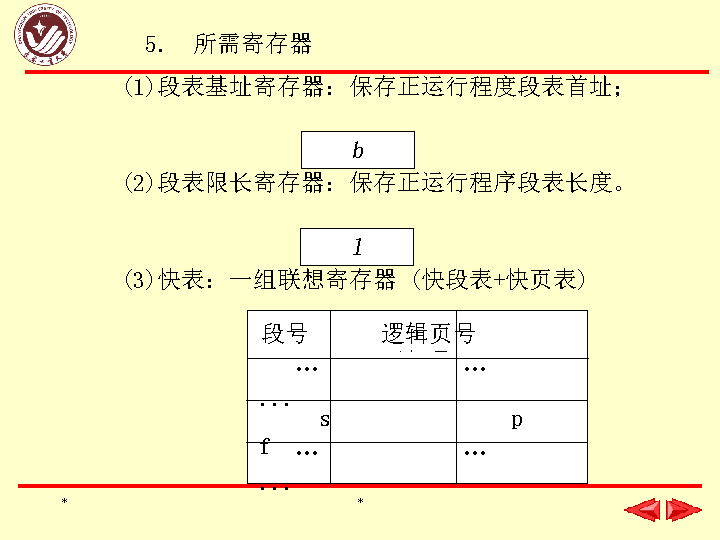 5. 所需寄存器
(1)段表基址寄存器：保存正运行程度段表首址；
b
(2)段表限长寄存器：保存正运行程序段表长度。
l
(3)快表：一组联想寄存器 (快段表+快页表)
段号 逻辑页号
… …
...
s p
f … …
...
* *